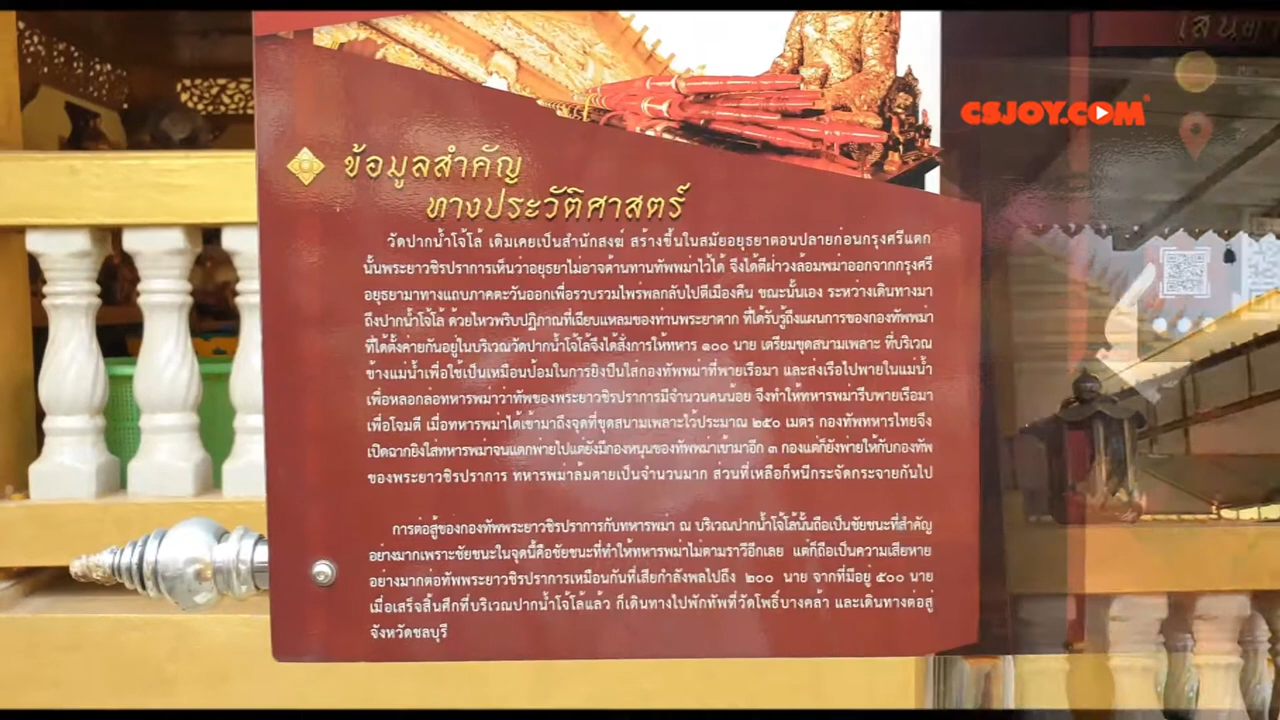 CSJOY.COM
ข้อมูลสำคัญ
ทางประวัติศาสตร์
วัดปากน้ำโจ้โล้ เดิมเคยเป็นสำนักสงฆ์ สร้างขึ้นในสมัยอยุธยาตอนปลายก่อนกรุงศรีแตก
นั้นพระยาวชิรปราการเห็นว่าอยุธยาไม่อาจต้านทานทัพพม่าไว้ได้ จึงได้ตีฝ่าวงล้อมพม่าออกจากกรุงศรี
อยุธยามาทางแถบภาคตะวันออกเพื่อรวบรวมไพร่พลกลับไปตีเมืองคืน ขณะนั้นเอง ระหว่างเดินทางมา
ถึงปากน้ำโจ้โล้ ด้วยไหวพริบปฏิภาณที่เฉียบแหลมของท่านพระยาตาก ที่ได้รับรู้ถึงแผนการของกองทัพพม่า
ที่ได้ตั้งค่ายกันอยู่ในบริเวณวัดปากน้ำโจ้โล้จึงได้สั่งการให้ทหาร ๑๐๐ นาย เตรียมขุดสนามเพลาะ ที่บริเวณ
ข้างแม่น้ำเพื่อใช้เป็นเหมือนป้อมในการยิงปืนใส่กองทัพพม่าที่พายเรือมา และส่งเรือไปพายในแม่น้ำ
เพื่อหลอกล่อทหารพม่าว่าทัพของพระยาวชิรปราการมีจำนวนคนน้อย จึงทำให้ทหารพม่ารีบพายเรือมา
เพื่อโจมตี เมื่อทหารพม่าได้เข้ามาถึงจุดที่ขุดสนามเพลาะไว้ประมาณ ๒๕๐ เมตร กองทัพทหารไทยจึง
เปิดฉากยิงใส่ทหารพม่าจนแตกพ่ายไปแต่ยังมีกองหนุนของทัพพม่าเข้ามาอีก ๓ กองแต่ก็ยังพ่ายให้กับกองทัพ
ของพระยาวชิรปราการ ทหารพม่าล้มตายเป็นจำนวนมาก ส่วนที่เหลือก็หนีกระจัดกระจายกันไป
การต่อสู้ของกองทัพพระยาวชิรปราการกับทหารพม่า ณ บริเวณปากน้ำโจ้โล้นั้นถือเป็นชัยชนะที่สำคัญ
อย่างมากเพราะชัยชนะในจุดนี้คือชัยชนะที่ทำให้ทหารพม่าไม่ตามราวีอีกเลย แต่ก็ถือเป็นความเสียหาย
อย่างมากต่อทัพพระยาวชิรปราการเหมือนกันที่เสียกำลังพลไปถึง ๒๐๐ นาย จากที่มีอยู่ ๕๐๐ นาย
เมื่อเสร็จสิ้นศึกที่บริเวณปากน้ำโจ้โล้แล้ว ก็เดินทางไปพักทัพที่วัดโพธิ์บางคล้า และเดินทางต่อสู่
จังหวัดชลบุรี